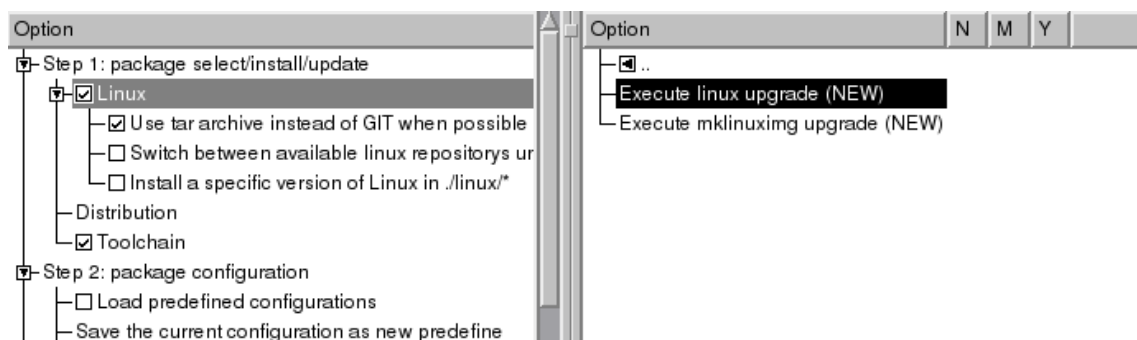 Option
Step 1: package select/install/update
Linux
Use tar archive instead of GIT when possible
Switch between available linux repositorys ur
Install a specific version of Linux in ./linux/*
Distribution
Toolchain
Step 2: package configuration
Load predefined configurations
Save the current configuration as new predefine
Option N M Y
..
Execute linux upgrade (NEW)
Execute mklinuximg upgrade (NEW)